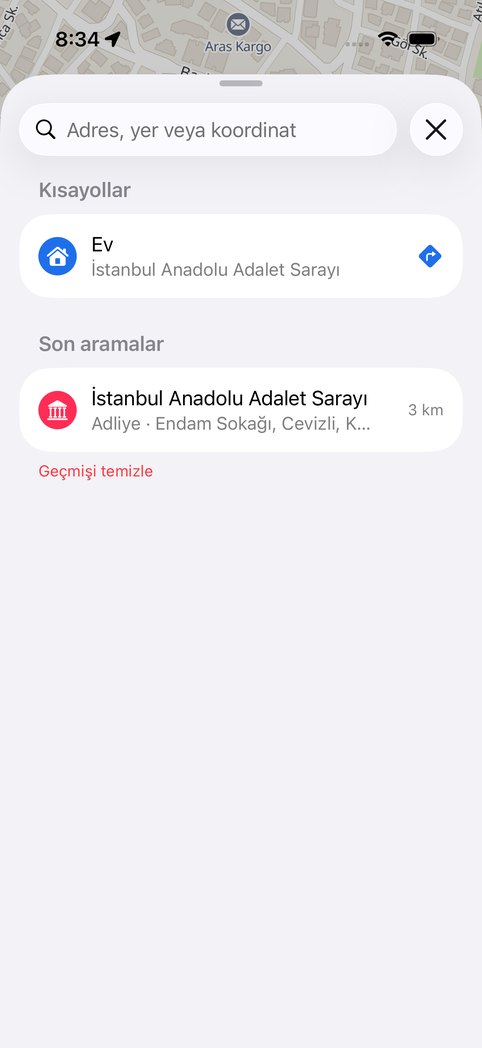 8:34
Aras Kargo
Adres, yer veya koordinat
Kısayollar
Ev
İstanbul Anadolu Adalet Sarayı
Son aramalar
İstanbul Anadolu Adalet Sarayı
3 km
Adliye · Endam Sokağı, Cevizli, K...
Geçmişi temizle